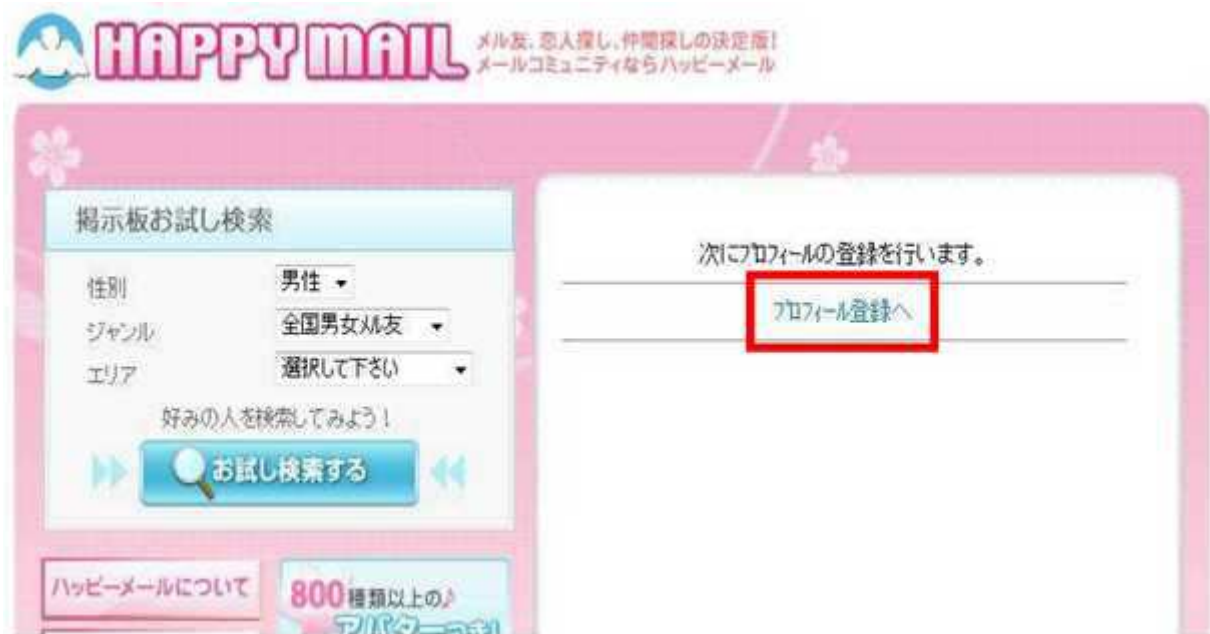 HAPPY MAIL
メル友、恋人探し、仲間探しの決定版!
メールコミュニティならハッピーメール
掲示板お試し検索
性別 男性
ジャンル 全国男女メル友
エリア 選択して下さい
好みの人を検索してみよう!
お試し検索する
次にプロフィールの登録を行います。
プロフィール登録へ
ハッピーメールについて
800種類以上の♪
アバターつき!